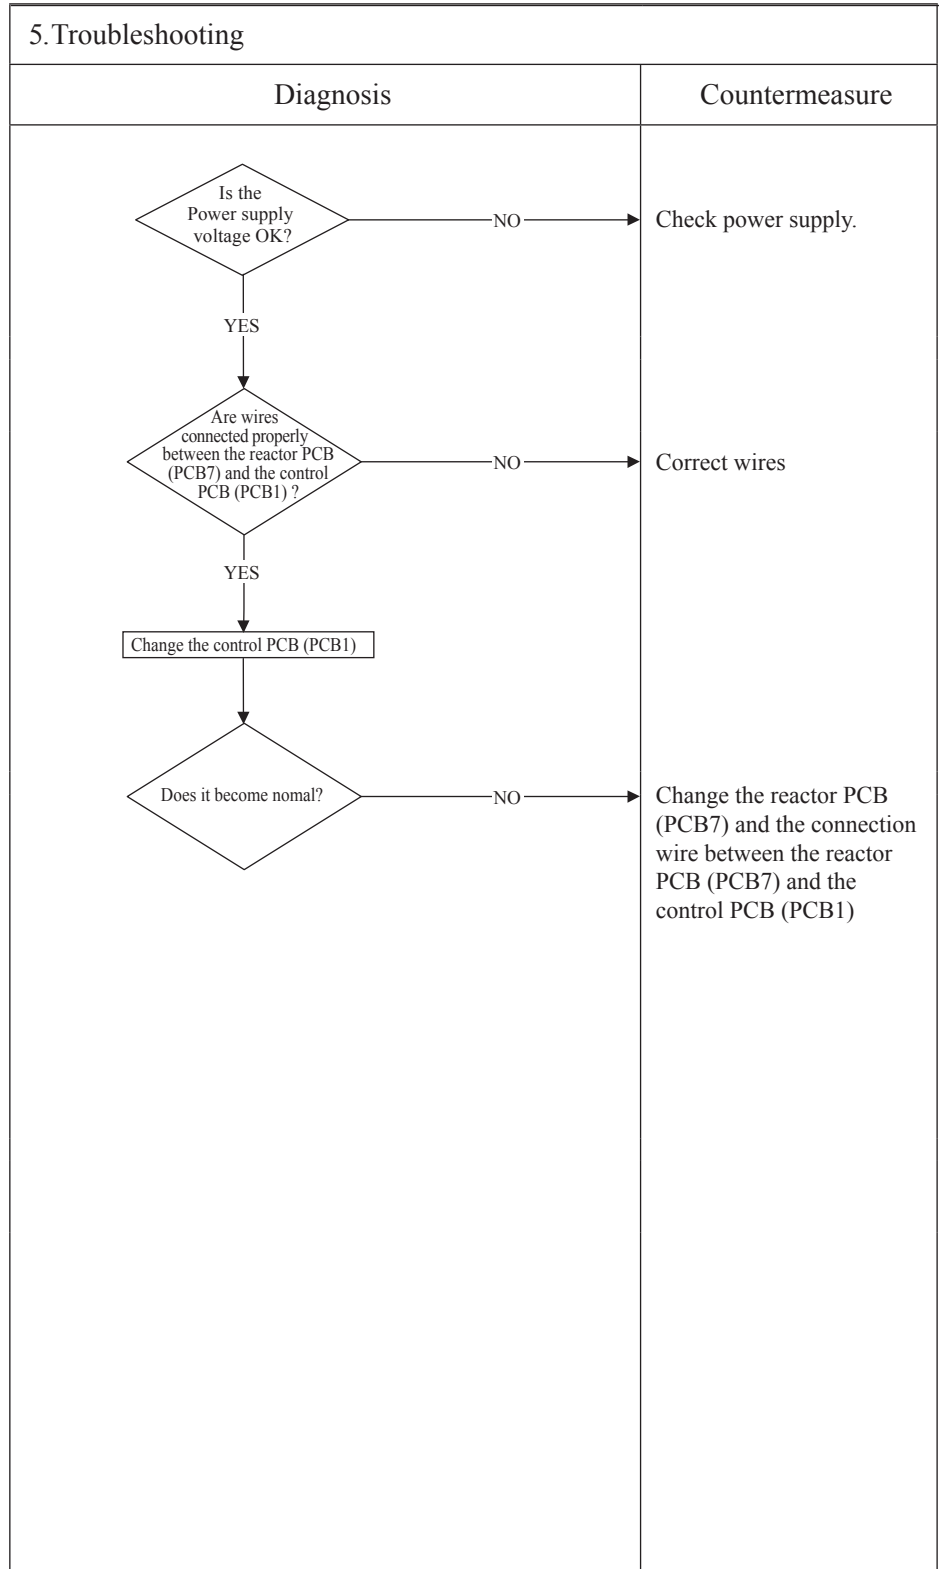 5.Troubleshooting
Diagnosis
Countermeasure
Is the
Power supply
voltage OK?
NO
Check power supply.
YES
Are wires
connected properly
between the reactor PCB
(PCB7) and the control
PCB (PCB1) ?
NO
Correct wires
YES
Change the control PCB (PCB1)
Does it become nomal?
NO
Change the reactor PCB
(PCB7) and the connection
wire between the reactor
PCB (PCB7) and the
control PCB (PCB1)